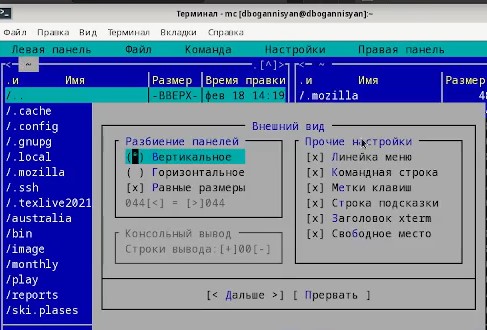 Терминал - mc [dbogannisyan@dbogannisyan]:~
Файл Правка Вид Терминал Вкладки Справка
Левая панель Файл Команда Настройки Правая панель
<- ~ .[^]> <- ~
.и Имя Размер Время правки .и Имя Размер
/.. -ВВЕРХ- фев 18 14:19 /.mozilla
/.cache
/.config
/.gnupg
/.local
/.mozilla
/.ssh
/.texlive2021
/australia
/bin
/image
/monthly
/play
/reports
/ski.plases
Внешний вид
Разбиение панелей
(*) Вертикальное
( ) Горизонтальное
[x] Равные размеры
044[<] = [>]044
Консольный вывод
Строки вывода:[+]00[-]
Прочие настройки
[x] Линейка меню
[x] Командная строка
[x] Метки клавиш
[x] Строка подсказки
[x] Заголовок xterm
[x] Свободное место
[< Дальше >] [ Прервать ]